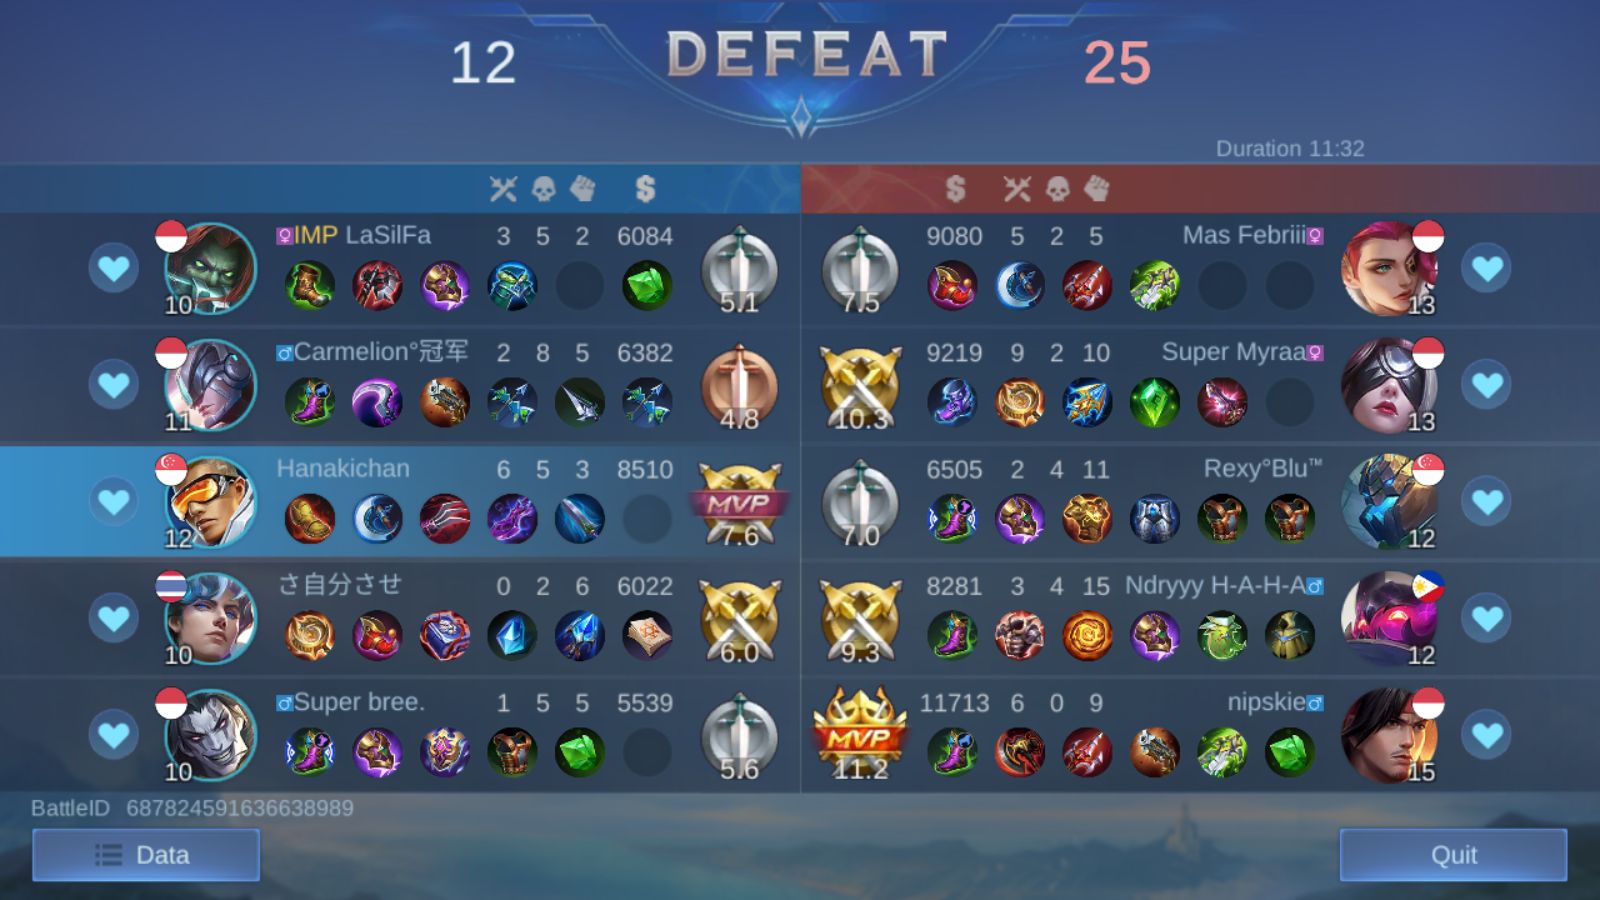 12 DEFEAT 25
Duration 11:32
IMP LaSilFa 3 5 2 6084
10 5.1
7.5 9080 5 2 5 Mas Febriii
13
Carmelion°冠军 2 8 5 6382
11 4.8
10.3 9219 9 2 10 Super Myraa
13
Hanakichan 6 5 3 8510
12 MVP 7.6
7.0 6505 2 4 11 Rexy°Blu™
12
さ自分させ 0 2 6 6022
10 6.0
9.3 8281 3 4 15 Ndryyy H-A-H-A
12
Super bree. 1 5 5 5539
10 5.6
MVP 11.2 11713 6 0 9 nipskie
15
BattleID 687824591636638989
Data
Quit